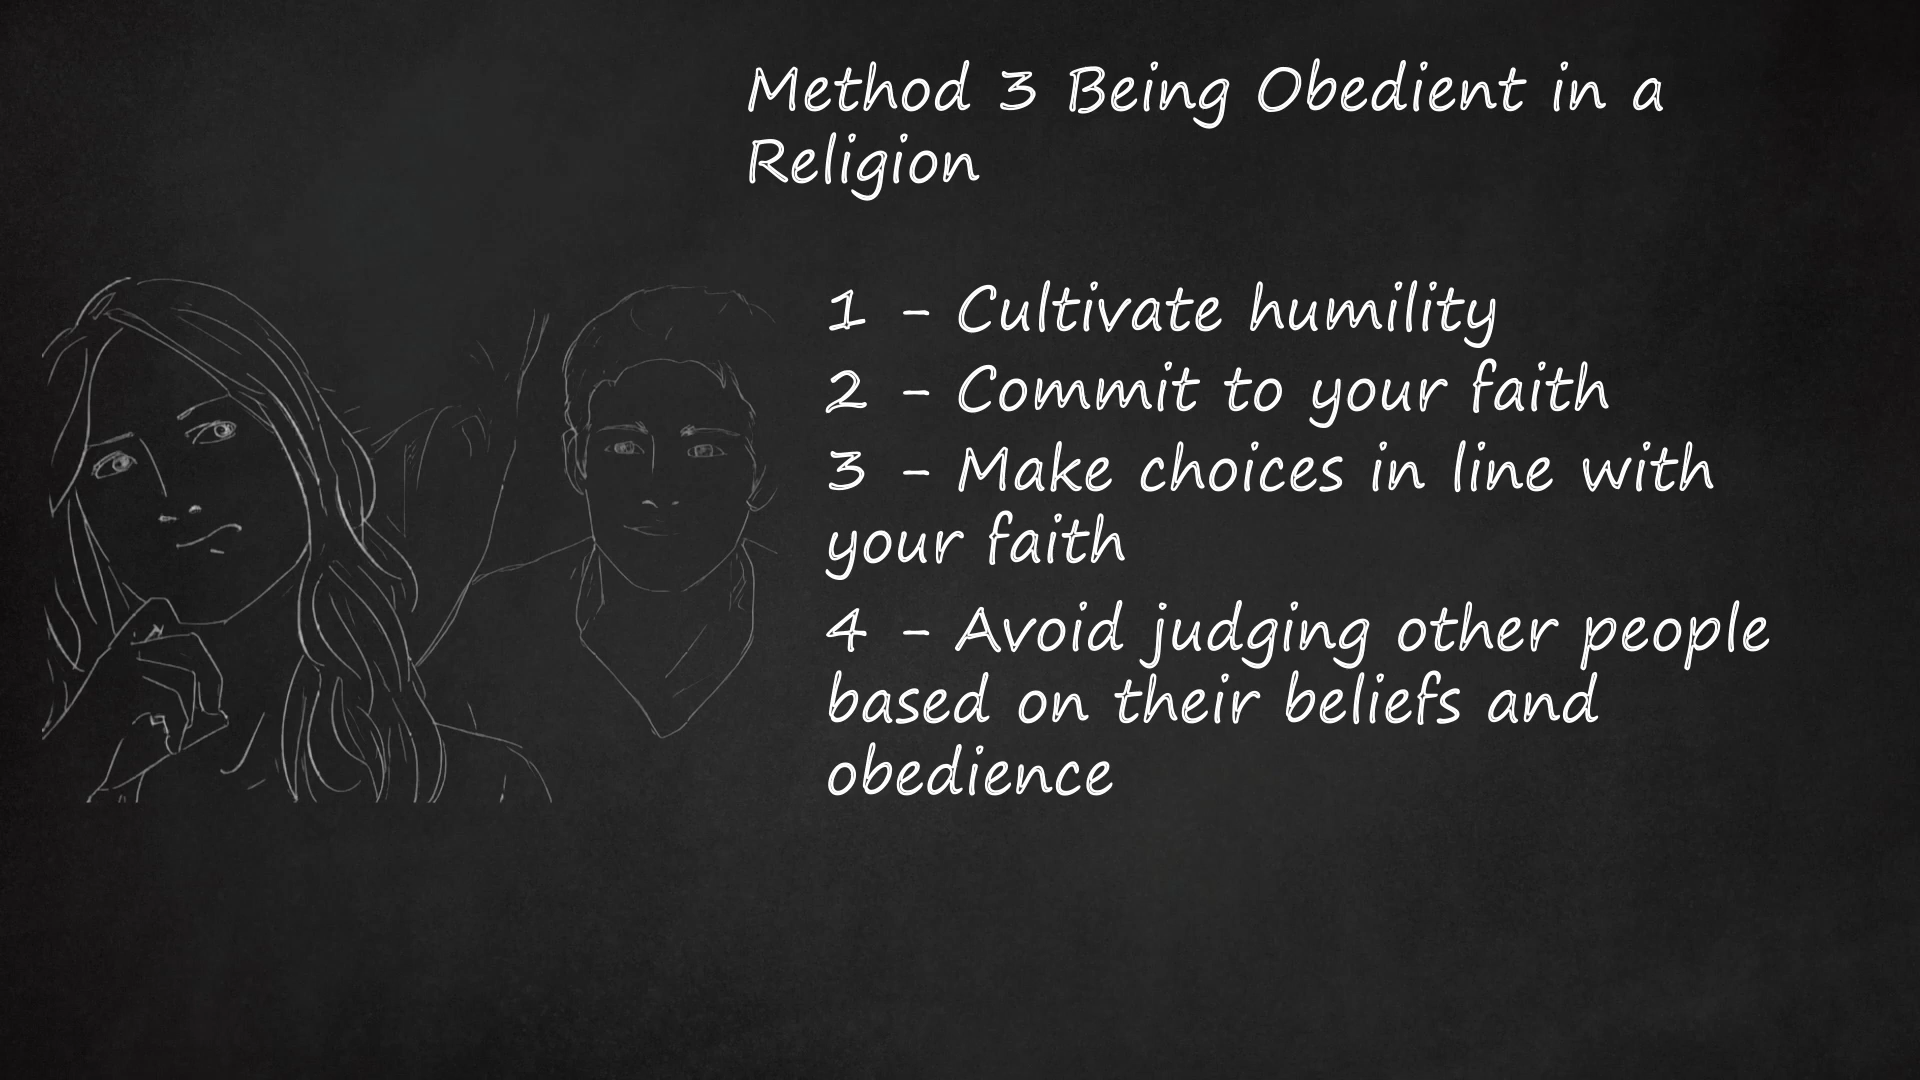 Method 3 Being Obedient in a
Religion
1 - Cultivate humility
2 - Commit to your faith
3 - Make choices in line with
your faith
4 - Avoid judging other people
based on their beliefs and
obedience